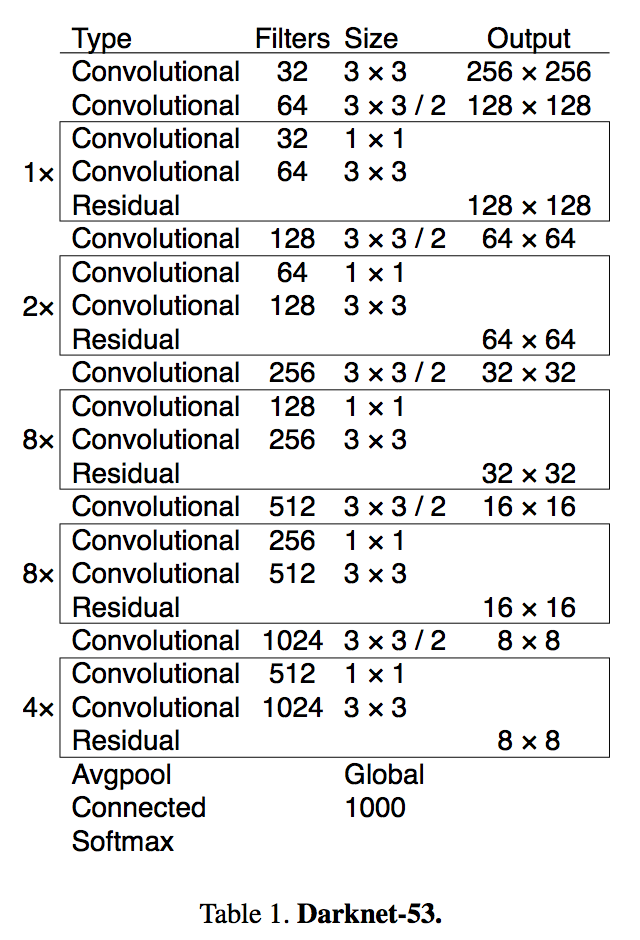 Type Filters Size Output
Convolutional 32 3 × 3 256 × 256
Convolutional 64 3 × 3 / 2 128 × 128
Convolutional 32 1 × 1
1× Convolutional 64 3 × 3
Residual 128 × 128
Convolutional 128 3 × 3 / 2 64 × 64
Convolutional 64 1 × 1
2× Convolutional 128 3 × 3
Residual 64 × 64
Convolutional 256 3 × 3 / 2 32 × 32
Convolutional 128 1 × 1
8× Convolutional 256 3 × 3
Residual 32 × 32
Convolutional 512 3 × 3 / 2 16 × 16
Convolutional 256 1 × 1
8× Convolutional 512 3 × 3
Residual 16 × 16
Convolutional 1024 3 × 3 / 2 8 × 8
Convolutional 512 1 × 1
4× Convolutional 1024 3 × 3
Residual 8 × 8
Avgpool Global
Connected 1000
Softmax
Table 1. Darknet-53.